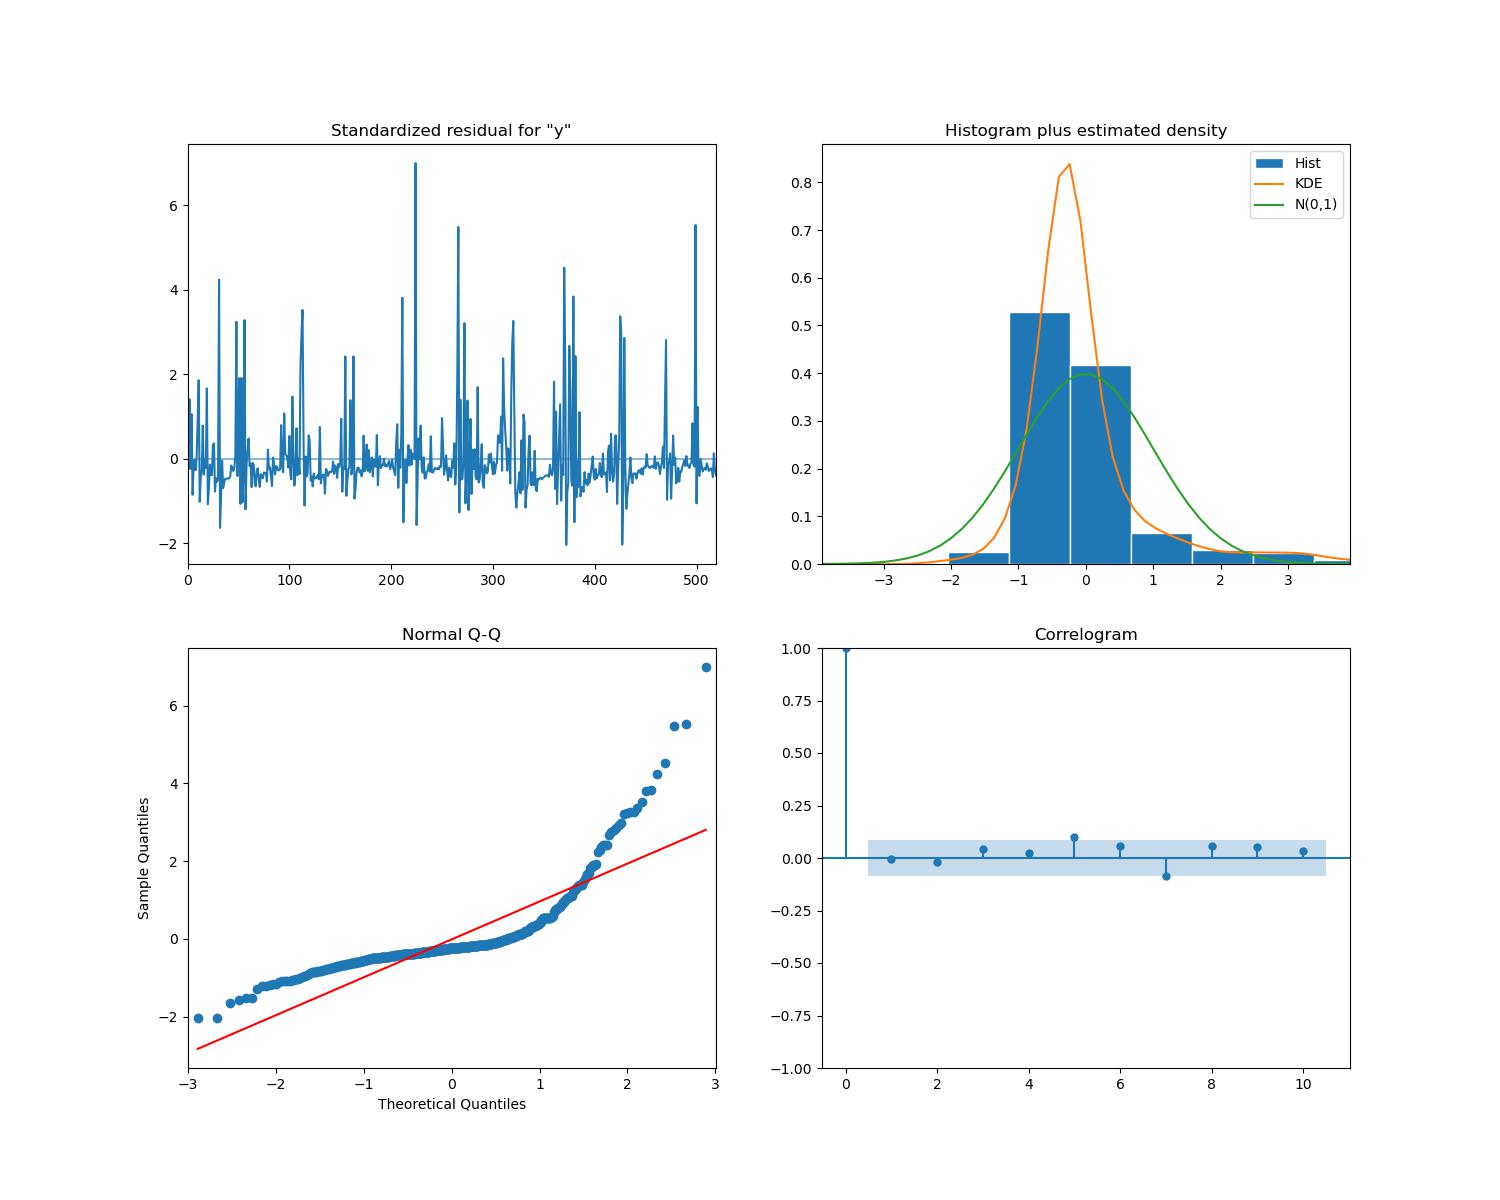 Standardized residual for "y"
6
4
2
0
−2
0 100 200 300 400 500
Histogram plus estimated density
Hist
KDE
N(0,1)
0.8
0.7
0.6
0.5
0.4
0.3
0.2
0.1
0.0
−3 −2 −1 0 1 2 3
Normal Q-Q
Sample Quantiles
6
4
2
0
−2
−3 −2 −1 0 1 2 3
Theoretical Quantiles
Correlogram
1.00
0.75
0.50
0.25
0.00
−0.25
−0.50
−0.75
−1.00
0 2 4 6 8 10